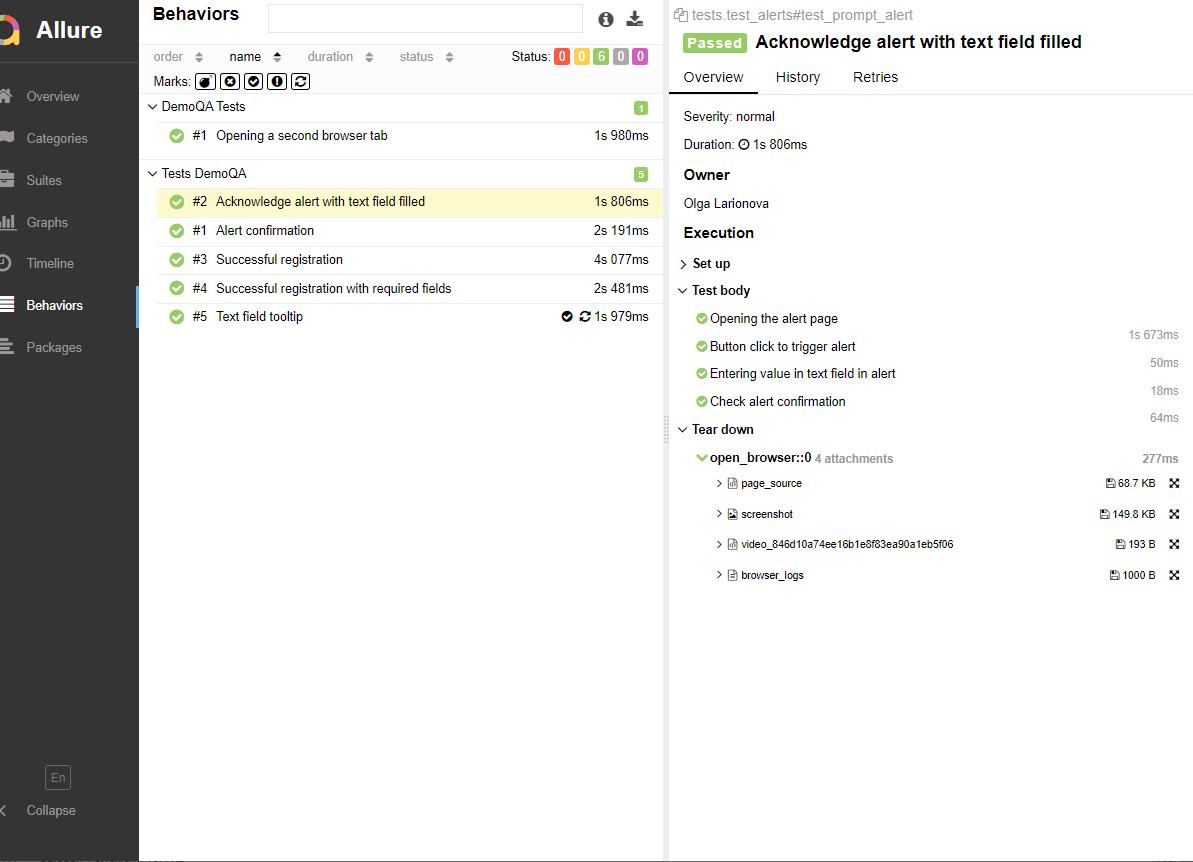 Allure
Overview
Categories
Suites
Graphs
Timeline
Behaviors
Packages
En
Collapse
Behaviors
order name duration status Status: 0 0 6 0 0
Marks:
DemoQA Tests 1
#1 Opening a second browser tab 1s 980ms
Tests DemoQA 5
#2 Acknowledge alert with text field filled 1s 806ms
#1 Alert confirmation 2s 191ms
#3 Successful registration 4s 077ms
#4 Successful registration with required fields 2s 481ms
#5 Text field tooltip 1s 979ms
tests.test_alerts#test_prompt_alert
Passed Acknowledge alert with text field filled
Overview History Retries
Severity: normal
Duration: 1s 806ms
Owner
Olga Larionova
Execution
Set up
Test body
Opening the alert page
1s 673ms
Button click to trigger alert
50ms
Entering value in text field in alert
18ms
Check alert confirmation
64ms
Tear down
open_browser::0 4 attachments 277ms
page_source 68.7 KB
screenshot 149.8 KB
video_846d10a74ee16b1e8f83ea90a1eb5f06 193 B
browser_logs 1000 B